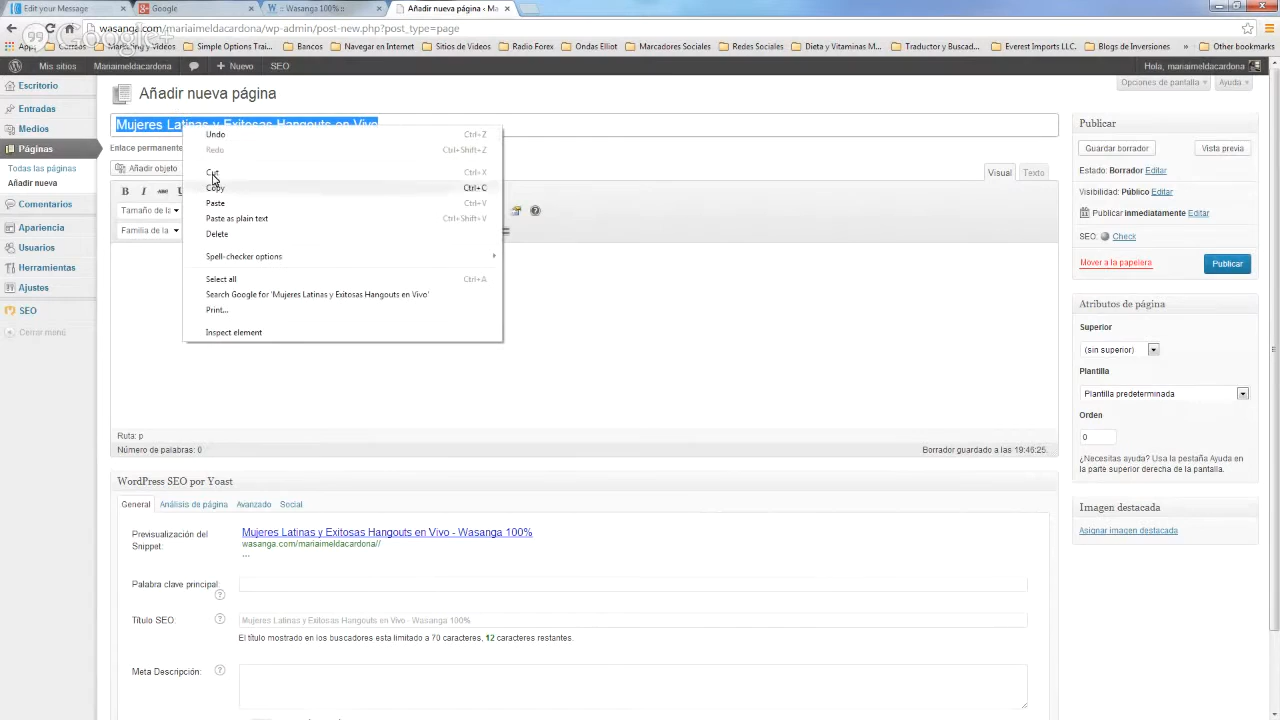 Edit your Message
Google
:: Wasanga 100% ::
Añadir nueva página ‹ Ma
wasanga.com/mariaimeldacardona/wp-admin/post-new.php?post_type=page
Google+
Apps
Correos
María_Videos
Simple Options Trai...
Bancos
Navegar - HL
Sitios de Email
Radio Fondo
Ondas Elliot
Marcadores Sociales
Redes Sociales
Dieta y Vitaminas M...
Traductor y Buscad...
Everest Imports LLC.
Blogs de Inversiones
»
Other bookmarks
Mis sitios
Mariameldacardona
Nuevo
SEO
Hola, mariaimeldacardona
Escritorio
Entradas
Medios
Páginas
Todas las páginas
Añadir nueva
Comentarios
Apariencia
Usuarios
Herramientas
Ajustes
SEO
Cerrar menú
Añadir nueva página
Opciones de pantalla
Ayuda
Mujeres Latinas y Exitosas Hangouts en Vivo
Enlace permanente
Añadir objeto
Visual
Texto
B I ABC U
Tamaño de la
Familia de la
Undo Ctrl+Z
Redo Ctrl+Shift+Z
Cut Ctrl+X
Copy Ctrl+C
Paste Ctrl+V
Paste as plain text Ctrl+Shift+V
Delete
Spell-checker options
Select all Ctrl+A
Search Google for 'Mujeres Latinas y Exitosas Hangouts en Vivo'
Print...
Inspect element
Ruta: p
Número de palabras: 0
Borrador guardado a las 19:46:25.
WordPress SEO por Yoast
General
Análisis de página
Avanzado
Social
Previsualización del
Snippet:
Mujeres Latinas y Exitosas Hangouts en Vivo - Wasanga 100%
wasanga.com/mariaimeldacardona//
...
Palabra clave principal:
?
Título SEO:
?
Mujeres Latinas y Exitosas Hangouts en Vivo - Wasanga 100%
El título mostrado en los buscadores esta limitado a 70 caracteres, 12 caracteres restantes.
Meta Descripción:
?
Publicar
Guardar borrador
Vista previa
Estado: Borrador Editar
Visibilidad: Público Editar
Publicar inmediatamente Editar
SEO: Check
Mover a la papelera
Publicar
Atributos de página
Superior
(sin superior)
Plantilla
Plantilla predeterminada
Orden
0
¿Necesitas ayuda? Usa la pestaña Ayuda en
la parte superior derecha de la pantalla.
Imagen destacada
Asignar imagen destacada